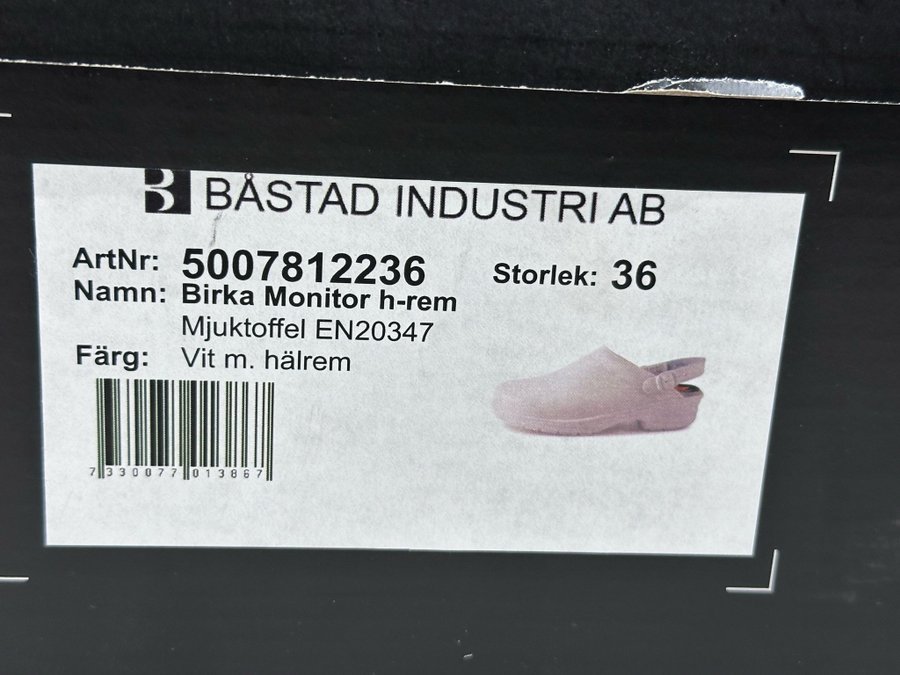 B BÅSTAD INDUSTRI AB
ArtNr: 5007812236 Storlek: 36
Namn: Birka Monitor h-rem
Mjuktoffel EN20347
Färg: Vit m. hälrem
7 330077 013867